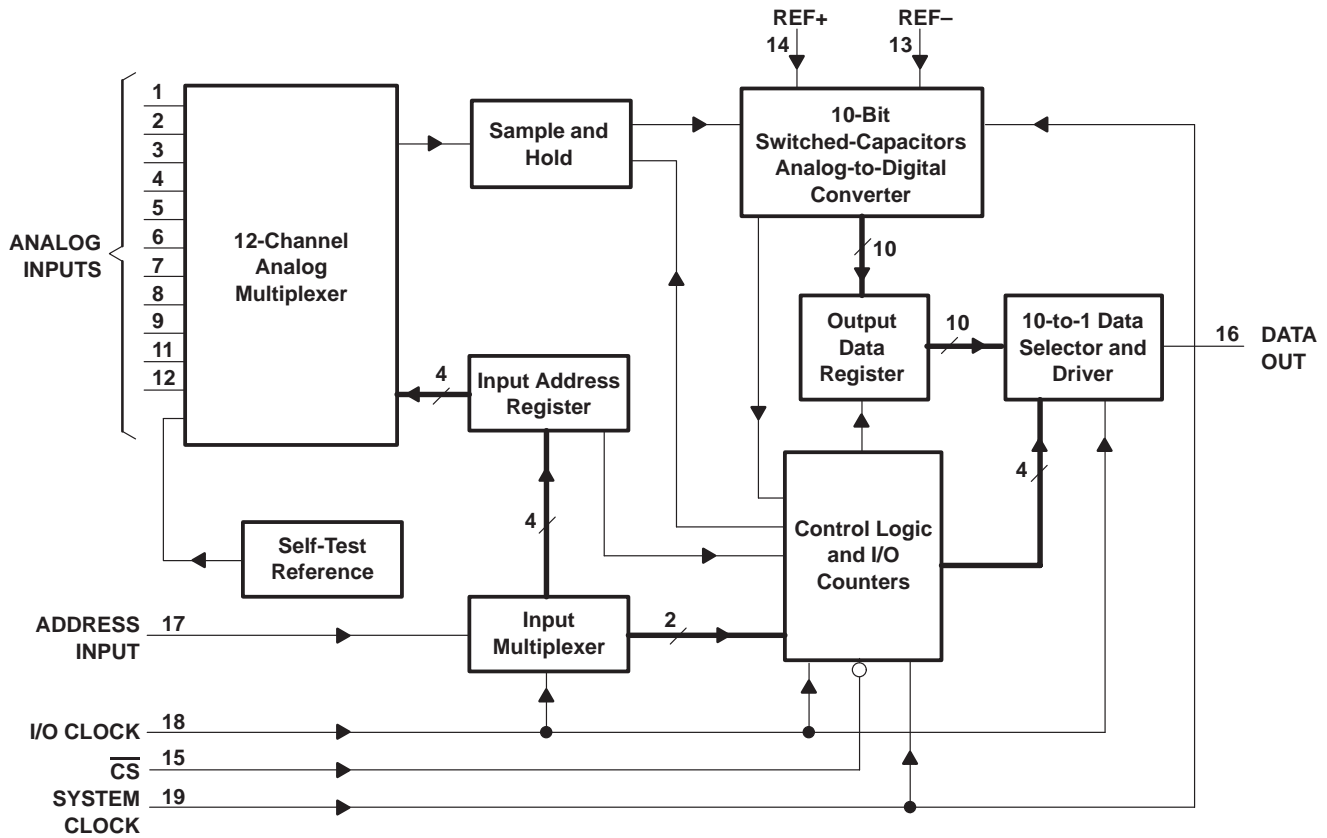 REF+
REF–
14
13
1
2
3
4
5
6
7
8
9
11
12
ANALOG
INPUTS
12-Channel
Analog
Multiplexer
Sample and
Hold
10-Bit
Switched-Capacitors
Analog-to-Digital
Converter
10
Output
Data
Register
10
10-to-1 Data
Selector and
Driver
16
DATA
OUT
4
Input Address
Register
4
4
Control Logic
and I/O
Counters
Self-Test
Reference
ADDRESS
INPUT
17
Input
Multiplexer
2
I/O CLOCK
18
C̅S̅
15
SYSTEM
CLOCK
19